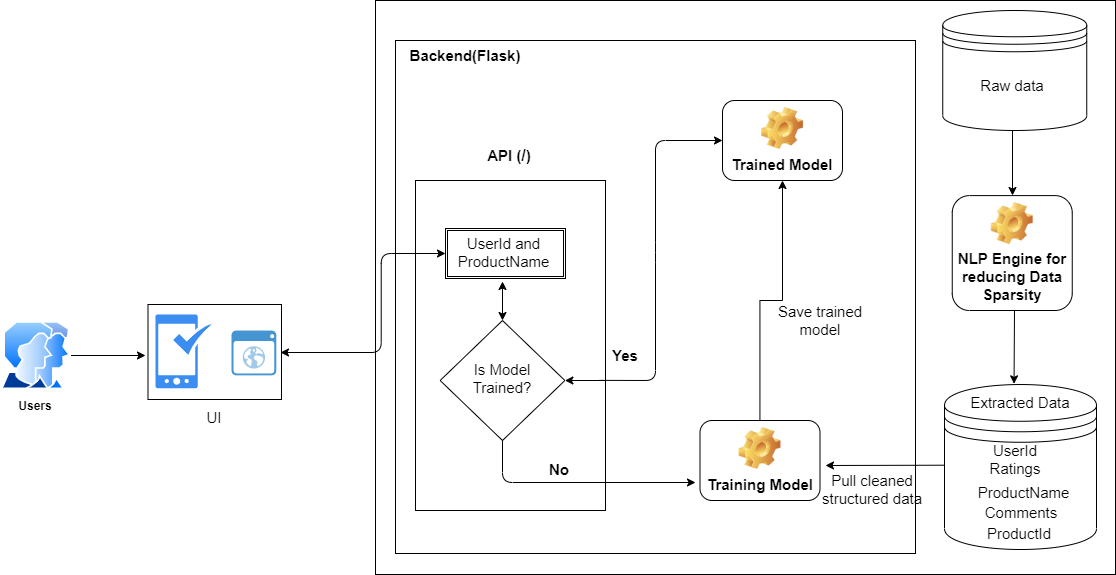 Backend(Flask)
Raw data
API (/)
Trained Model
UserId and
ProductName
NLP Engine for
reducing Data
Sparsity
Save trained
model
Yes
Is Model
Trained?
Users
UI
Extracted Data
UserId
Ratings
ProductName
Comments
ProductId
No
Training Model
Pull cleaned
structured data